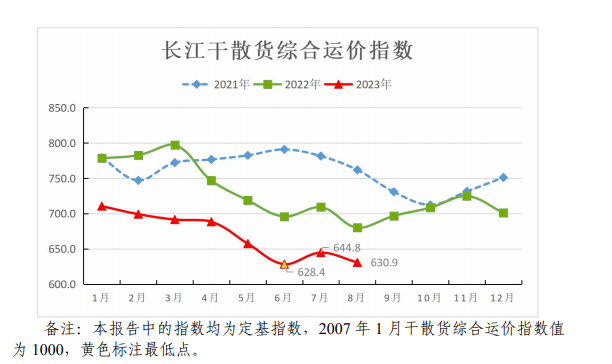 长江干散货综合运价指数
2021年 2022年 2023年
850.0
800.0
750.0
700.0
650.0
600.0
644.8
630.9
628.4
1月 2月 3月 4月 5月 6月 7月 8月 9月 10月 11月 12月
备注：本报告中的指数均为定基指数，2007 年 1 月干散货综合运价指数值
为 1000，黄色标注最低点。